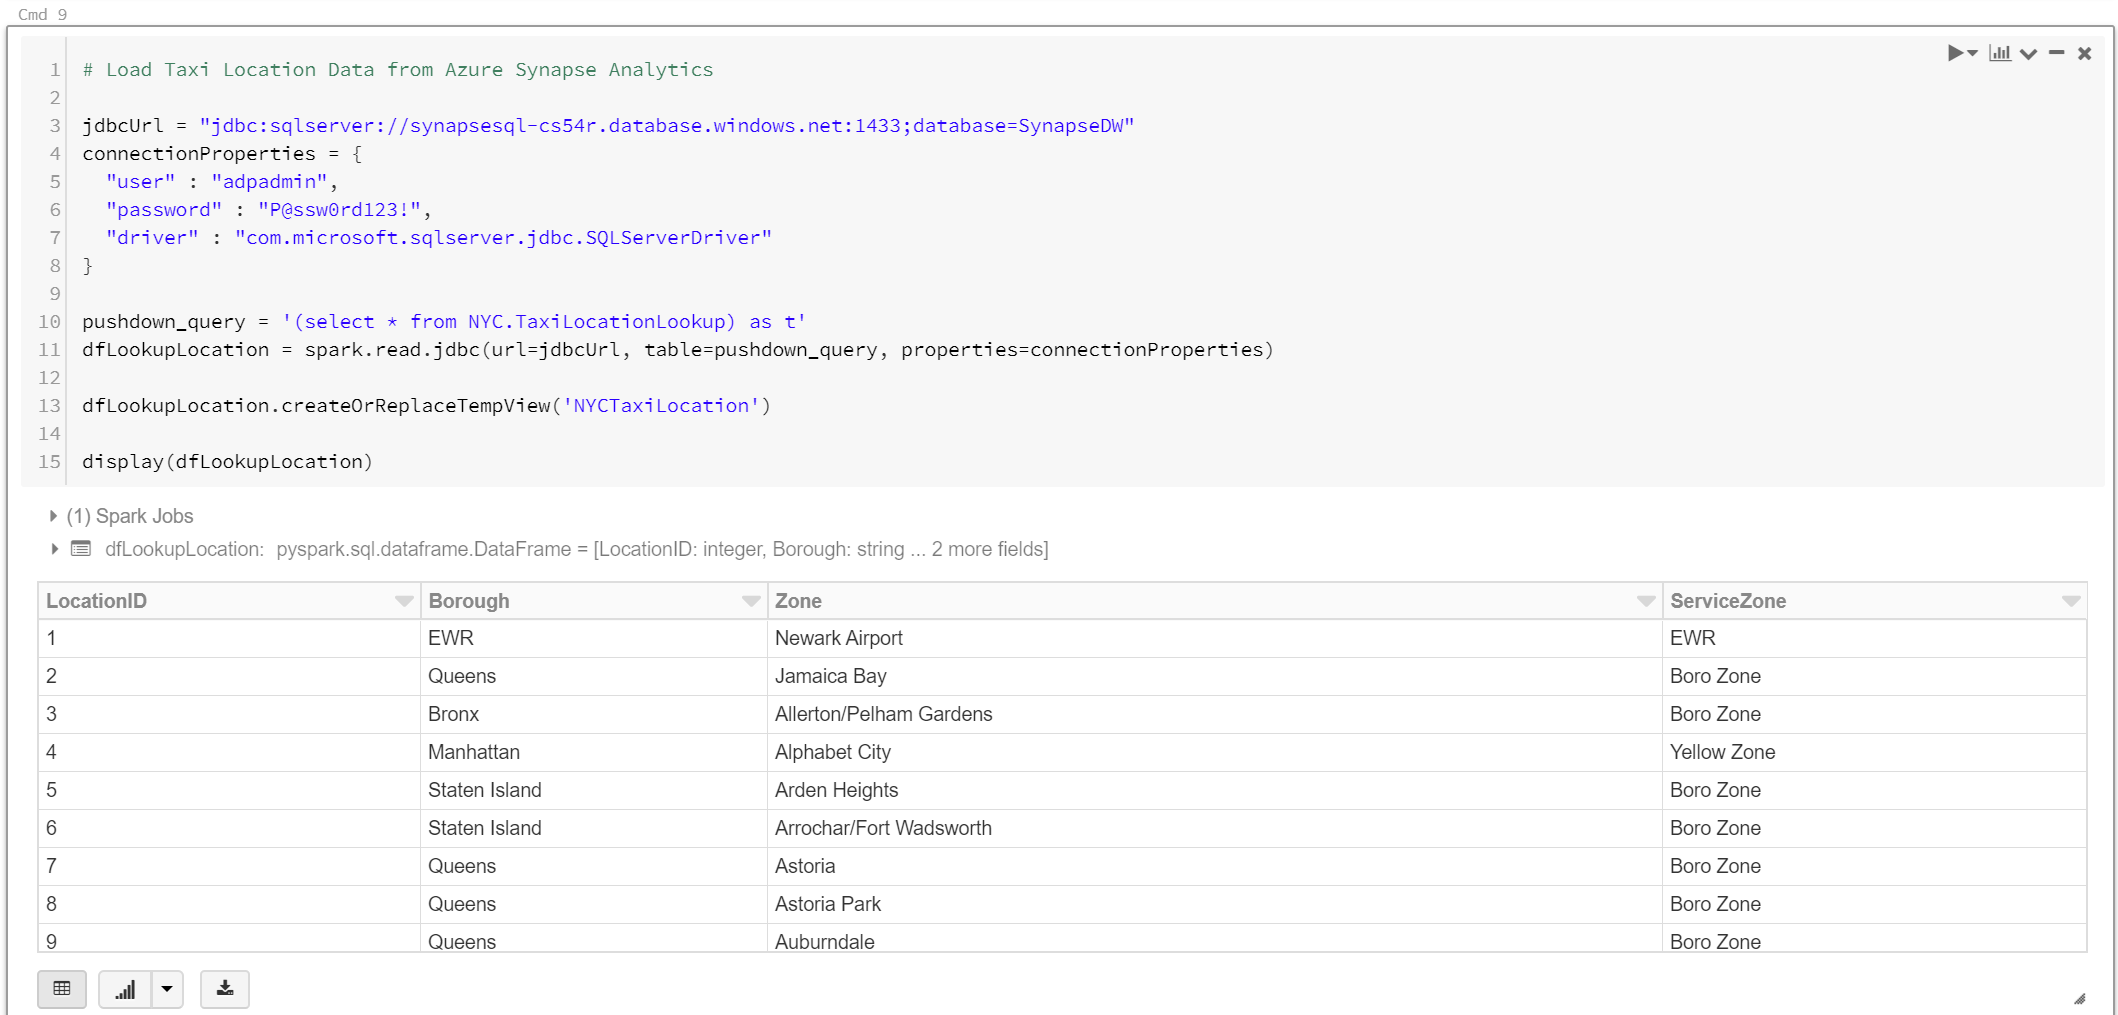 Cmd 9
1 # Load Taxi Location Data from Azure Synapse Analytics
2
3 jdbcUrl = "jdbc:sqlserver://synapsesql-cs54r.database.windows.net:1433;database=SynapseDW"
4 connectionProperties = {
5   "user" : "adpadmin",
6   "password" : "P@ssw0rd123!",
7   "driver" : "com.microsoft.sqlserver.jdbc.SQLServerDriver"
8 }
9
10 pushdown_query = '(select * from NYC.TaxiLocationLookup) as t'
11 dfLookupLocation = spark.read.jdbc(url=jdbcUrl, table=pushdown_query, properties=connectionProperties)
12
13 dfLookupLocation.createOrReplaceTempView('NYCTaxiLocation')
14
15 display(dfLookupLocation)
(1) Spark Jobs
dfLookupLocation: pyspark.sql.dataframe.DataFrame = [LocationID: integer, Borough: string ... 2 more fields]
LocationID Borough Zone ServiceZone
1 EWR Newark Airport EWR
2 Queens Jamaica Bay Boro Zone
3 Bronx Allerton/Pelham Gardens Boro Zone
4 Manhattan Alphabet City Yellow Zone
5 Staten Island Arden Heights Boro Zone
6 Staten Island Arrochar/Fort Wadsworth Boro Zone
7 Queens Astoria Boro Zone
8 Queens Astoria Park Boro Zone
9 Queens Auburndale Boro Zone